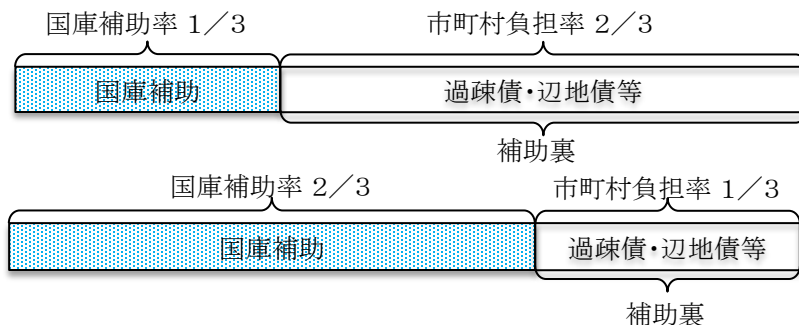 国庫補助率 1／3
市町村負担率 2／3
国庫補助
過疎債・辺地債等
補助裏
国庫補助率 2／3
市町村負担率 1／3
国庫補助
過疎債・辺地債等
補助裏